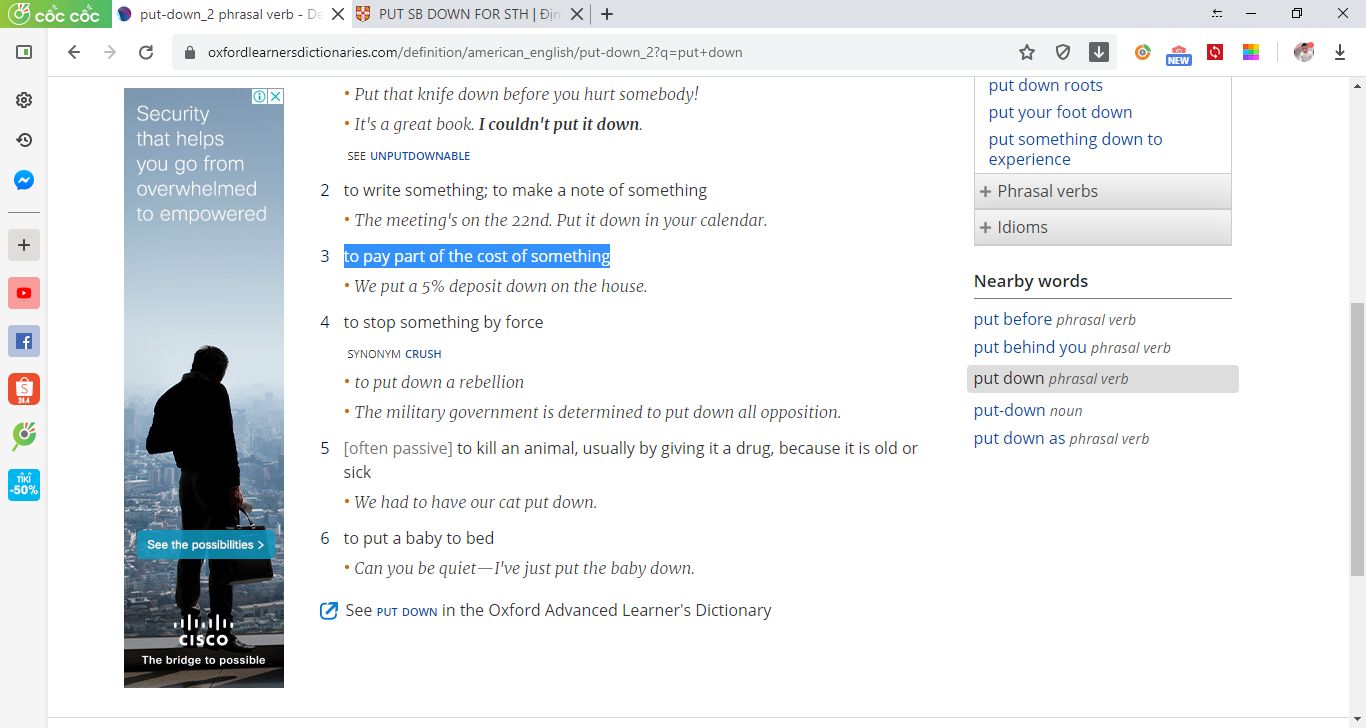 cốc cốc
put-down_2 phrasal verb - De
PUT SB DOWN FOR STH | Địn
oxfordlearnersdictionaries.com/definition/american_english/put-down_2?q=put+down
NEW
24.4
TIKI
-50%
Security
that helps
you go from
overwhelmed
to empowered
See the possibilities >
CISCO
The bridge to possible
• Put that knife down before you hurt somebody!
• It's a great book. I couldn't put it down.
SEE UNPUTDOWNABLE
2 to write something; to make a note of something
• The meeting's on the 22nd. Put it down in your calendar.
3 to pay part of the cost of something
• We put a 5% deposit down on the house.
4 to stop something by force
SYNONYM CRUSH
• to put down a rebellion
• The military government is determined to put down all opposition.
5 [often passive] to kill an animal, usually by giving it a drug, because it is old or
sick
• We had to have our cat put down.
6 to put a baby to bed
• Can you be quiet—I've just put the baby down.
See PUT DOWN in the Oxford Advanced Learner's Dictionary
put down roots
put your foot down
put something down to
experience
+ Phrasal verbs
+ Idioms
Nearby words
put before phrasal verb
put behind you phrasal verb
put down phrasal verb
put-down noun
put down as phrasal verb